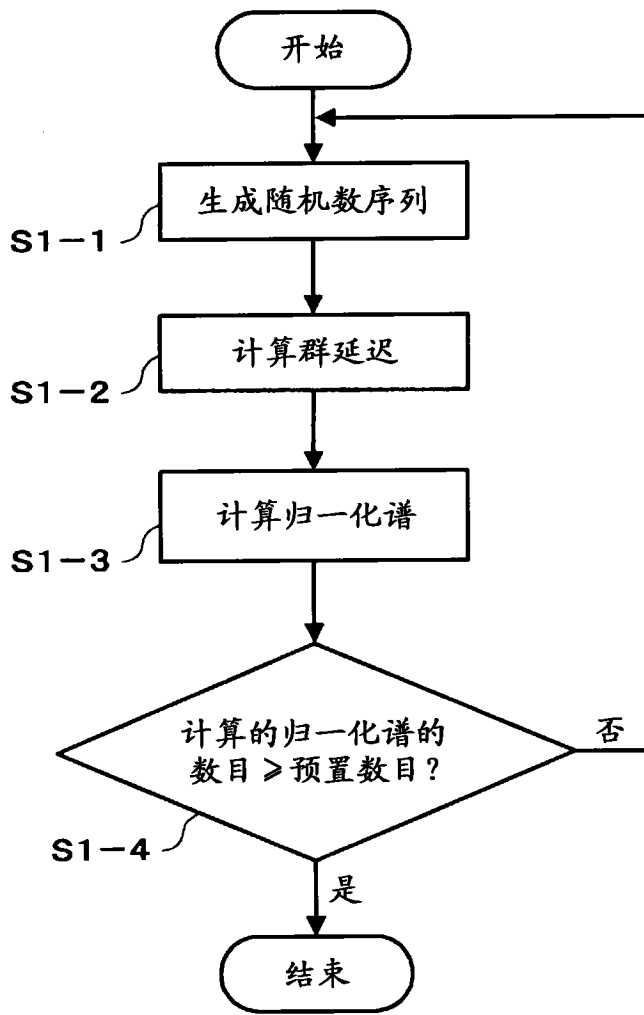 开始
生成随机数序列
S1-1
计算群延迟
S1-2
计算归一化谱
S1-3
计算的归一化谱的
数目≥预置数目?
否
S1-4
是
结束